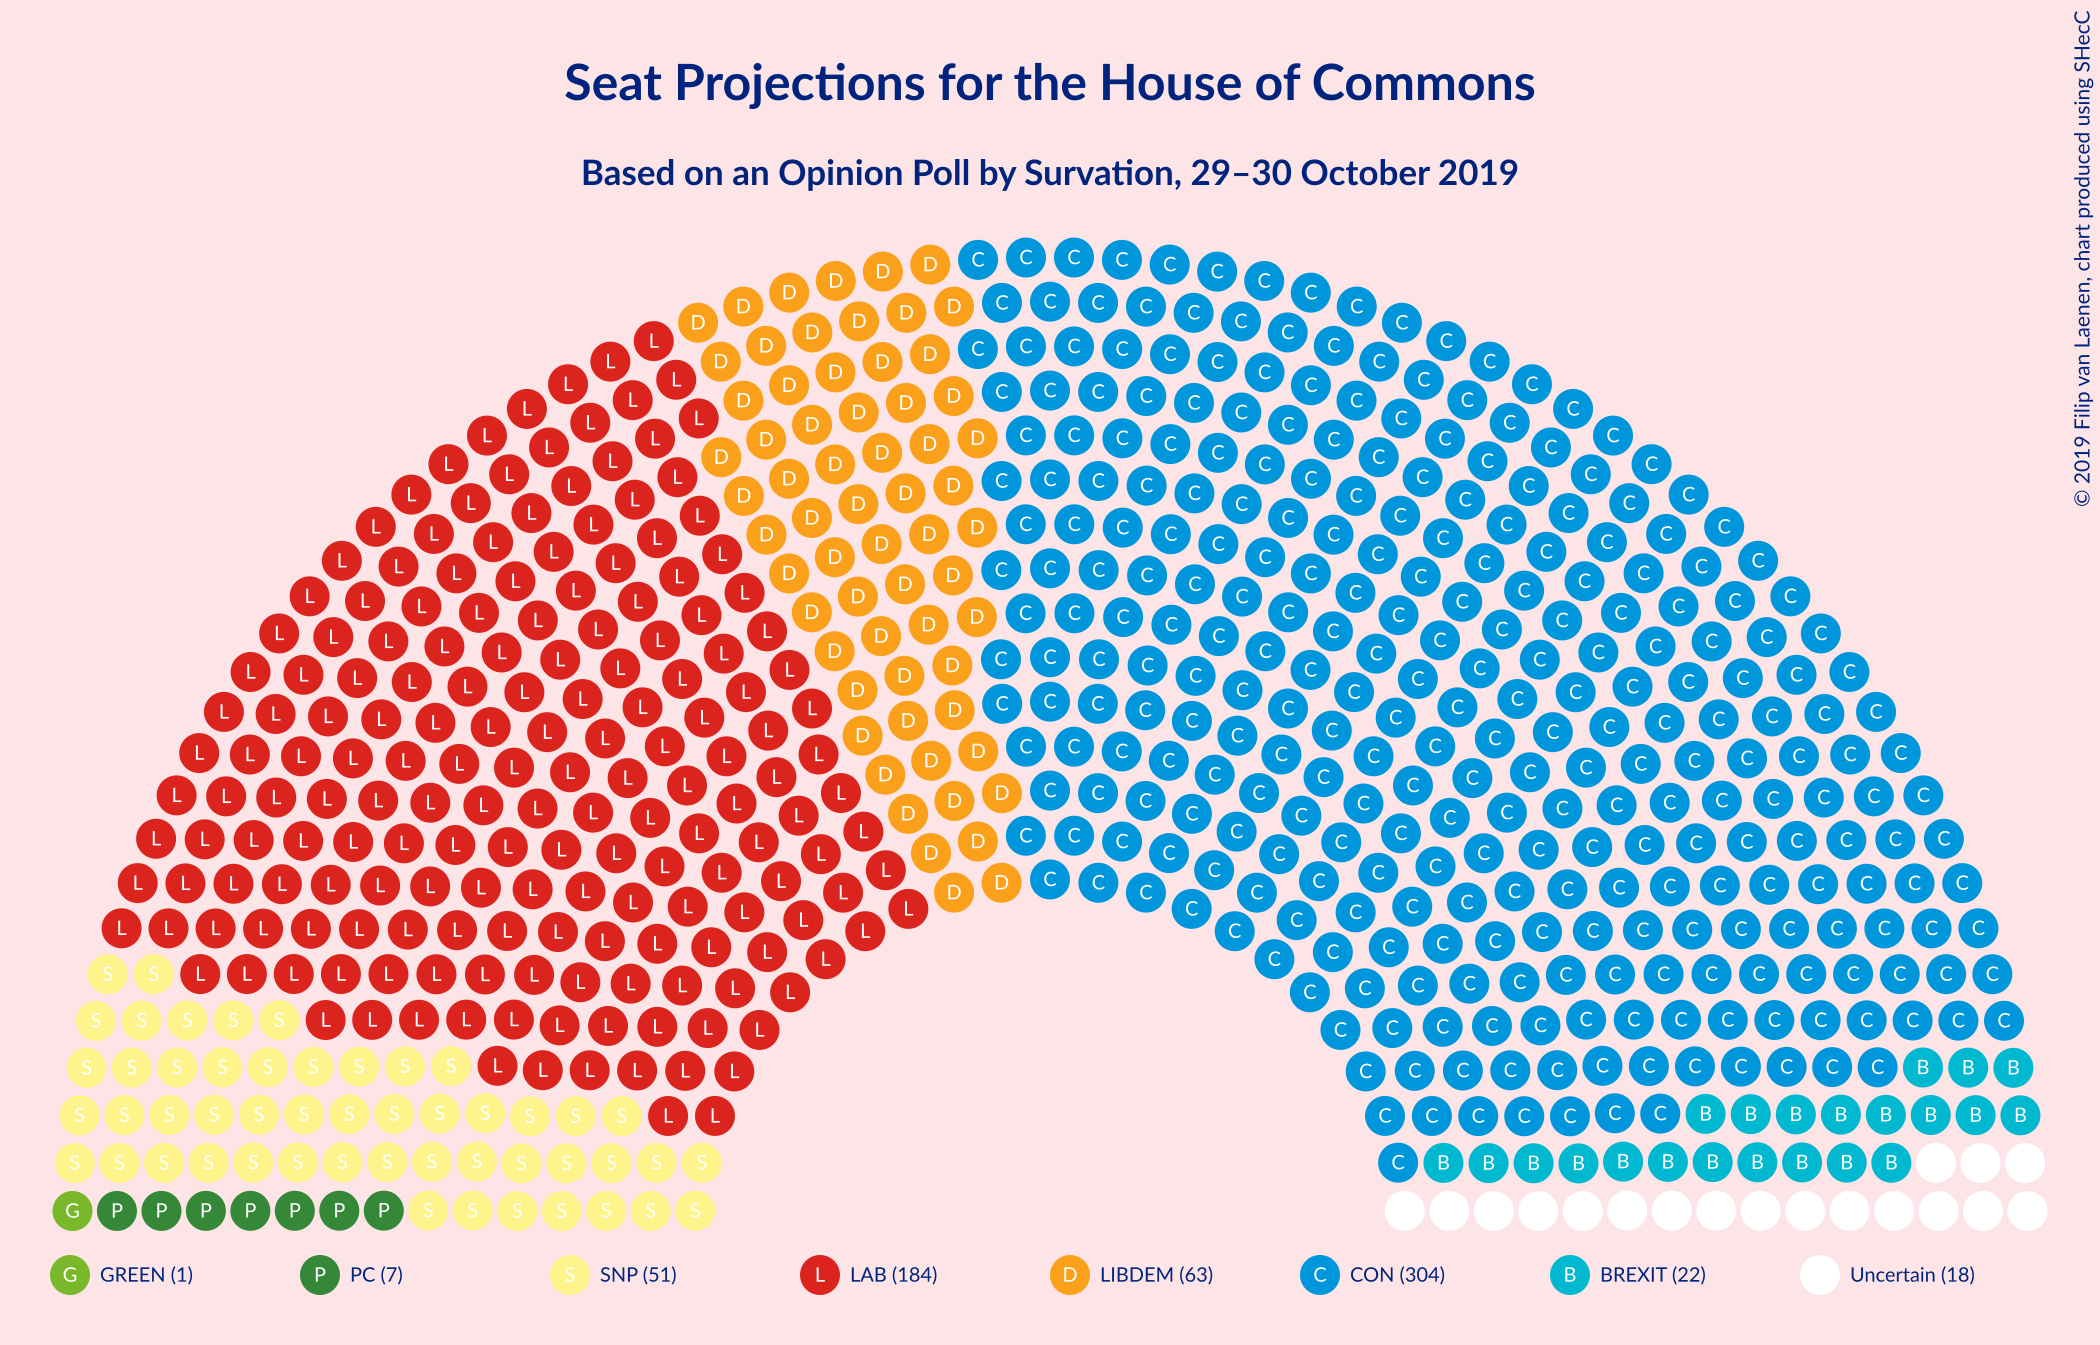 Seat Projections for the House of Commons
Based on an Opinion Poll by Survation, 29–30 October 2019
© 2019 Filip van Laenen, chart produced using SHecC
G GREEN (1)
P PC (7)
S SNP (51)
L LAB (184)
D LIBDEM (63)
C CON (304)
B BREXIT (22)
Uncertain (18)